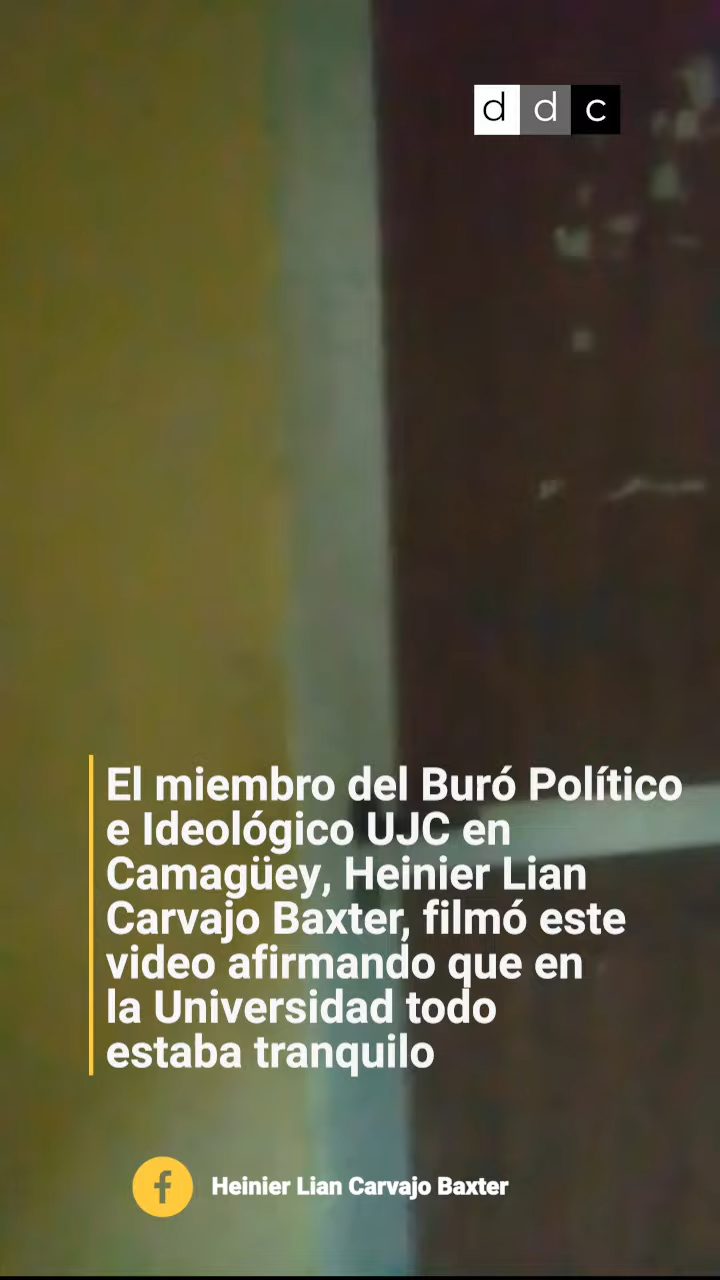 d d c
El miembro del Buró Político
e Ideológico UJC en
Camagüey, Heinier Lian
Carvajo Baxter, filmó este
video afirmando que en
la Universidad todo
estaba tranquilo
f Heinier Lian Carvajo Baxter